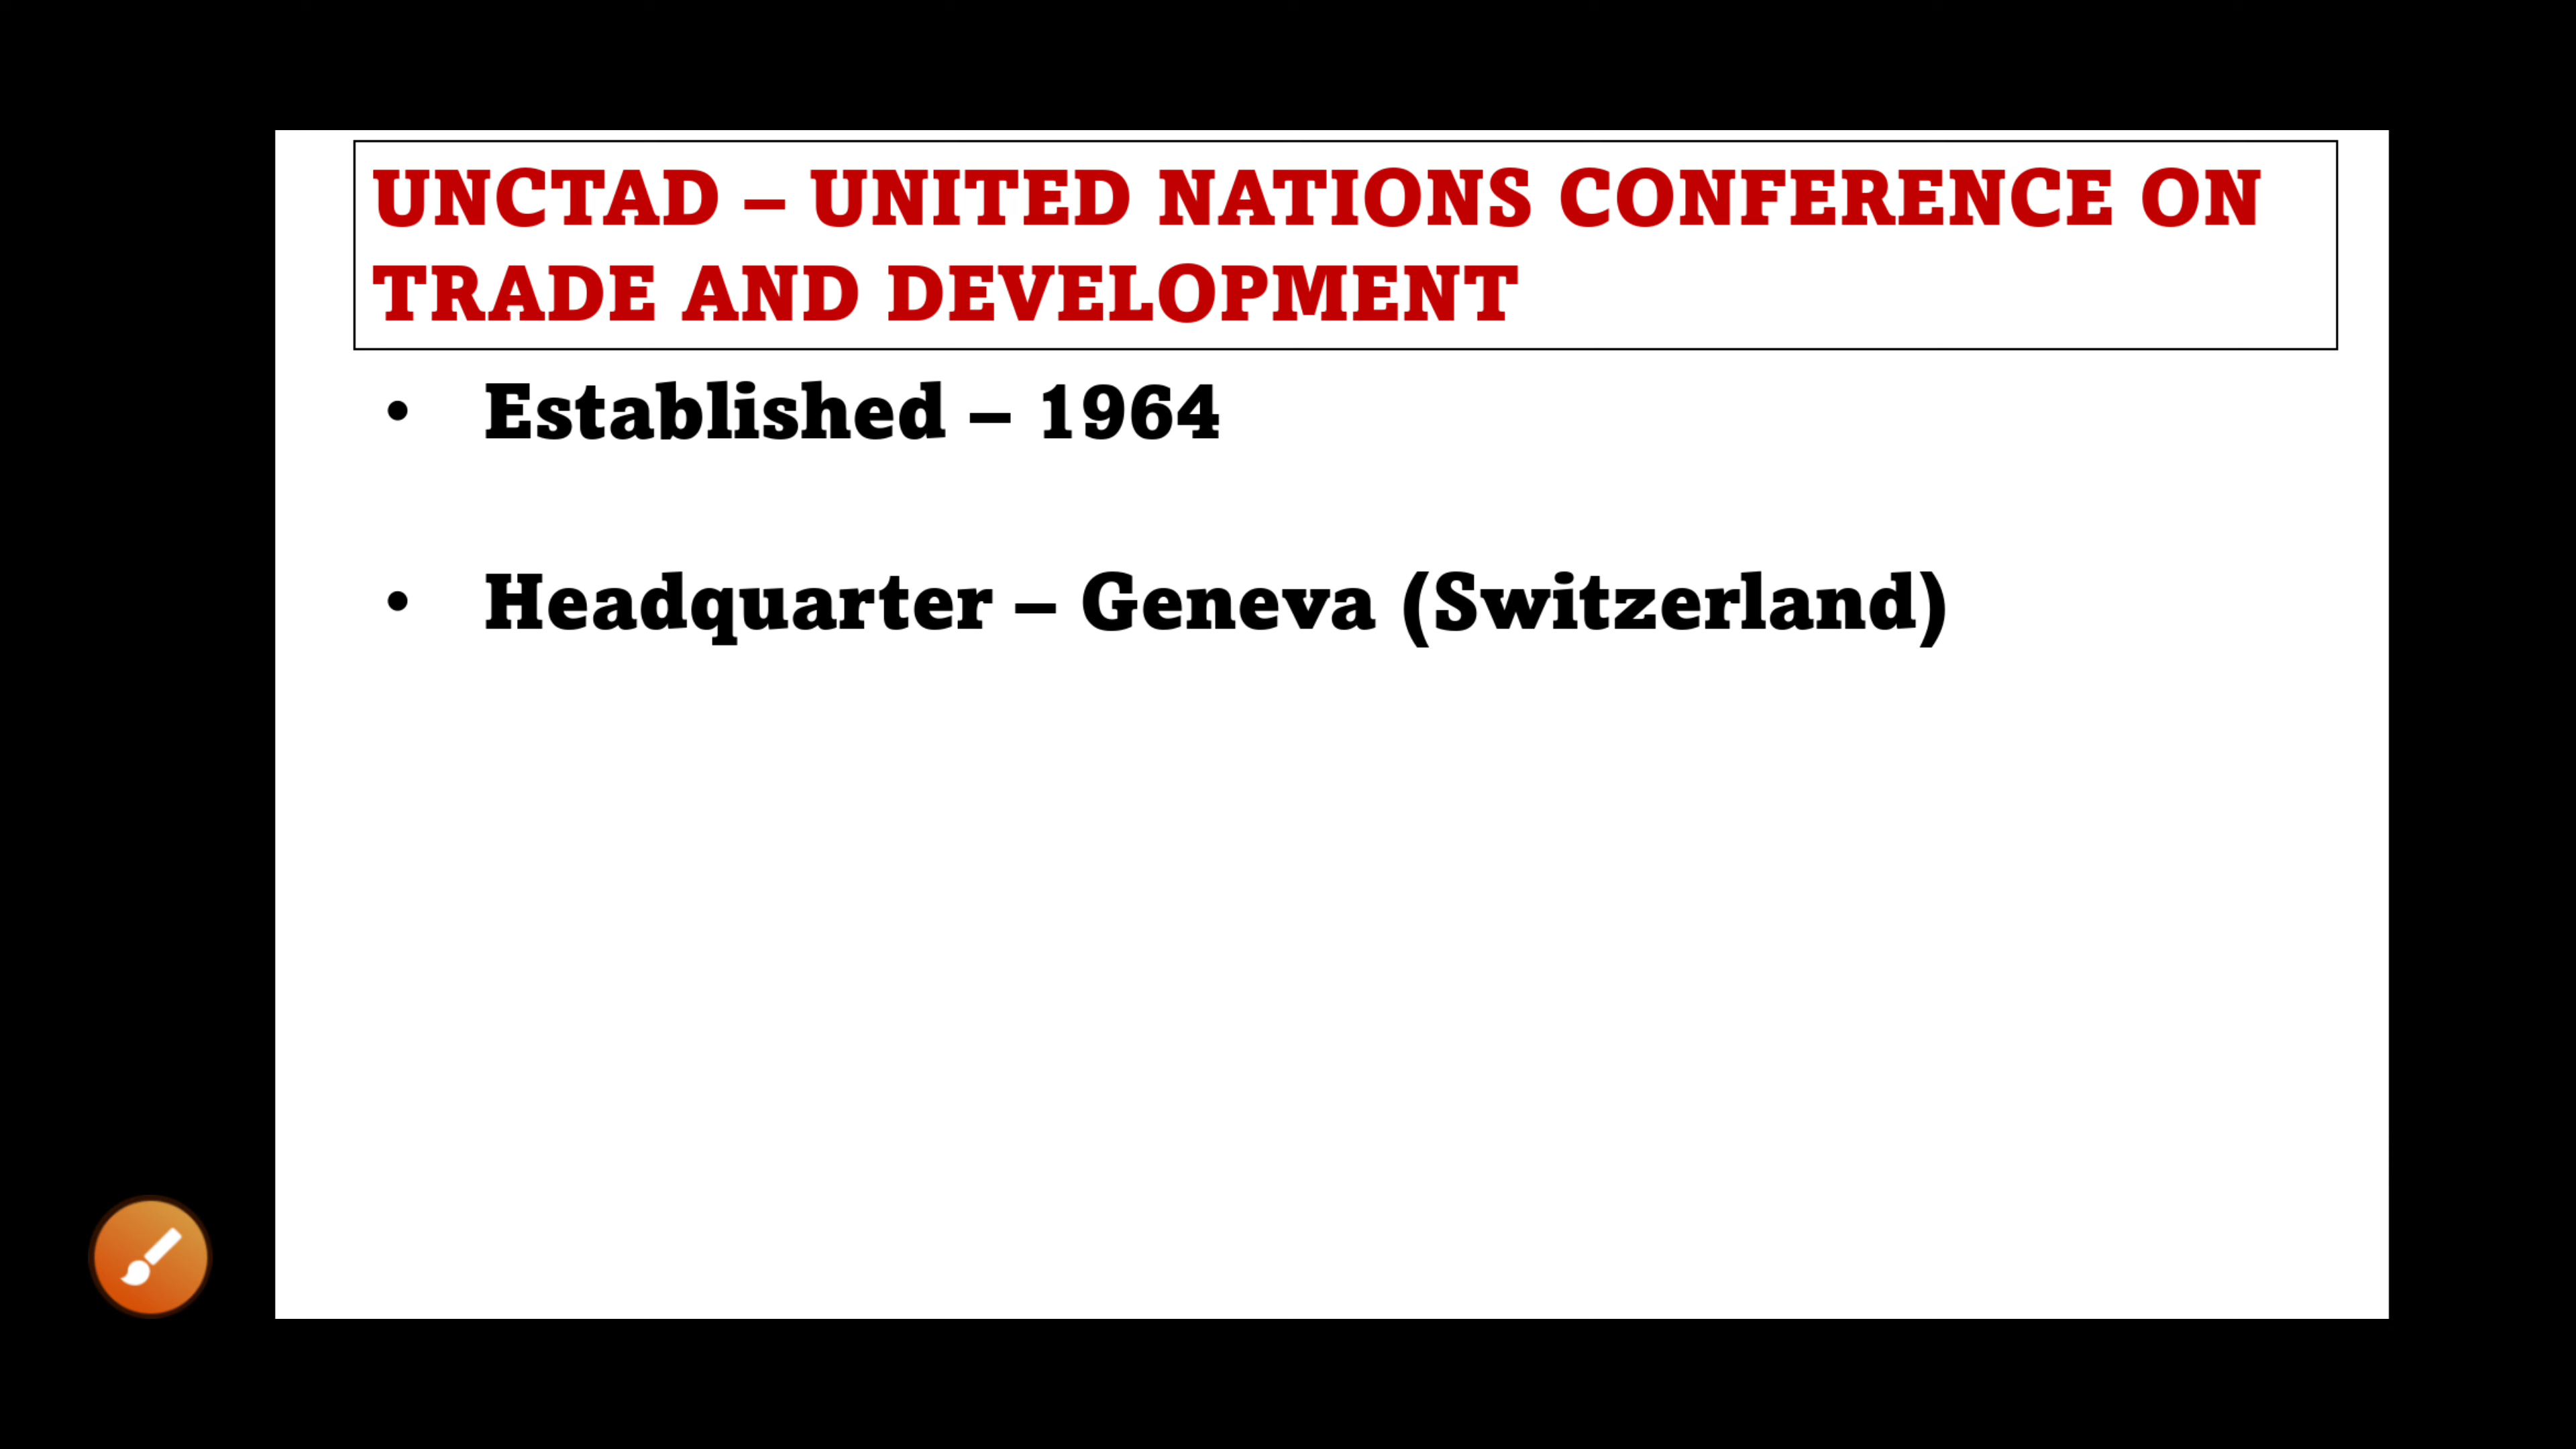 UNCTAD – UNITED NATIONS CONFERENCE ON
TRADE AND DEVELOPMENT
• Established – 1964
• Headquarter – Geneva (Switzerland)